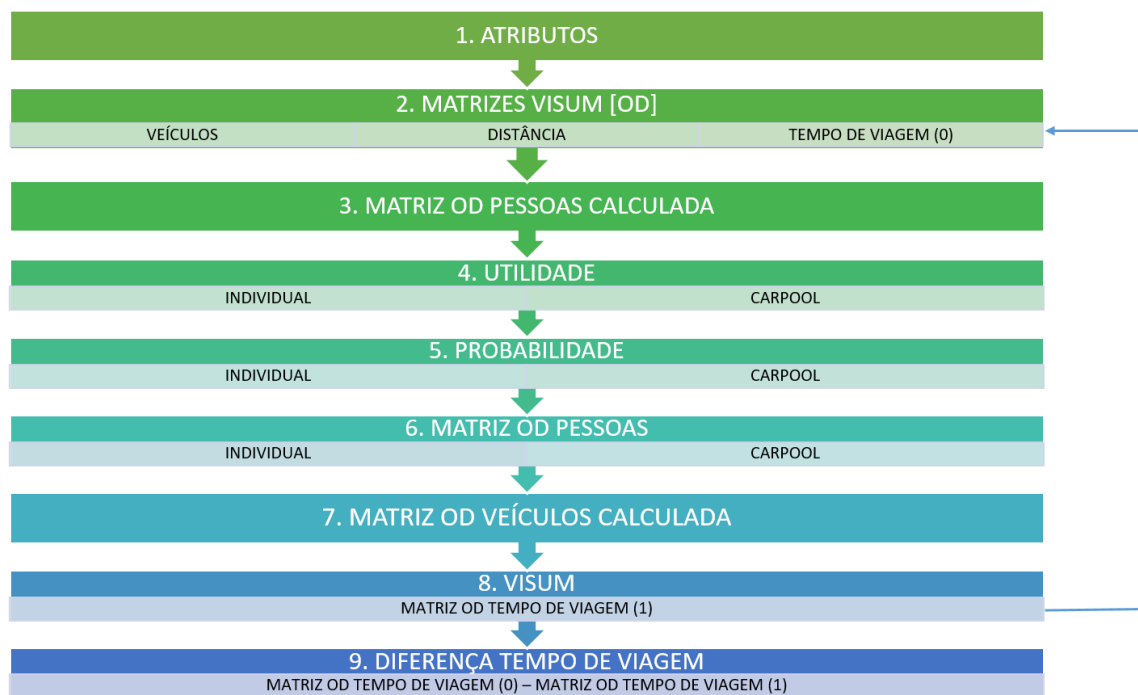 1. ATRIBUTOS
2. MATRIZES VISUM [OD]
VEÍCULOS DISTÂNCIA TEMPO DE VIAGEM (0)
3. MATRIZ OD PESSOAS CALCULADA
4. UTILIDADE
INDIVIDUAL CARPOOL
5. PROBABILIDADE
INDIVIDUAL CARPOOL
6. MATRIZ OD PESSOAS
INDIVIDUAL CARPOOL
7. MATRIZ OD VEÍCULOS CALCULADA
8. VISUM
MATRIZ OD TEMPO DE VIAGEM (1)
9. DIFERENÇA TEMPO DE VIAGEM
MATRIZ OD TEMPO DE VIAGEM (0) – MATRIZ OD TEMPO DE VIAGEM (1)